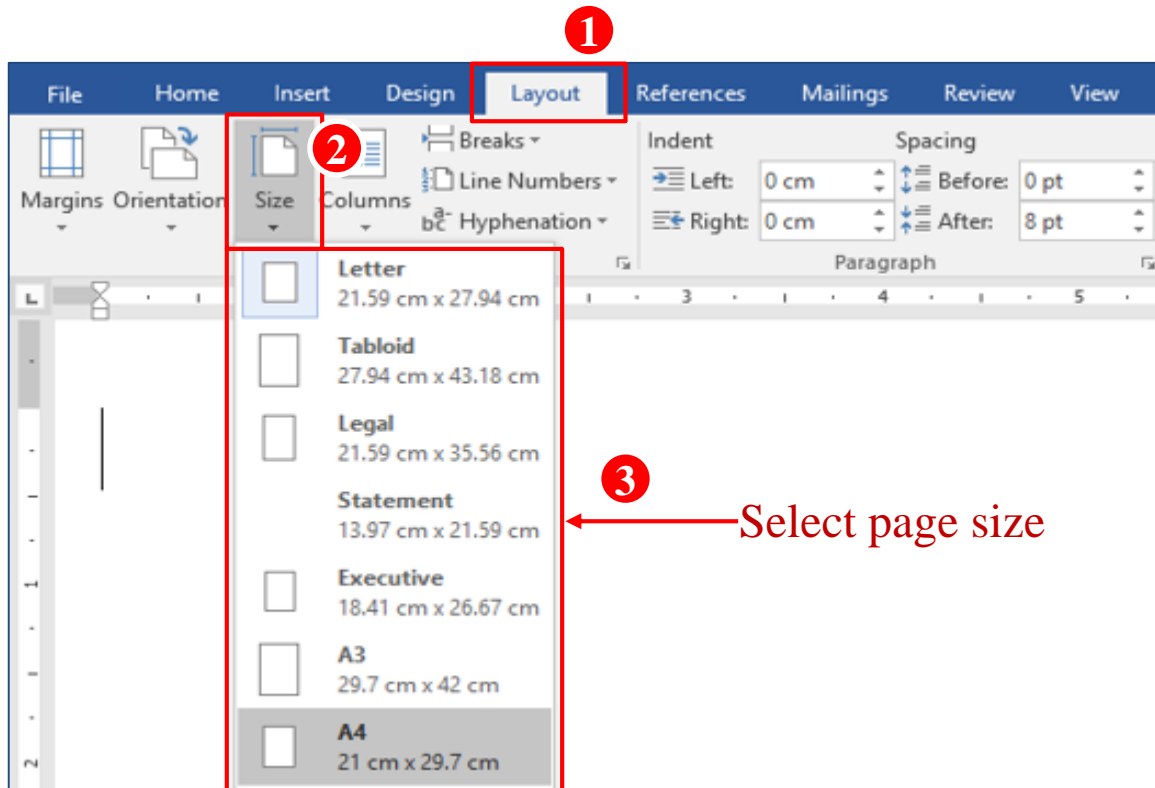 1
File Home Insert Design Layout References Mailings Review View
Margins Orientation Size Columns
2
Breaks
Line Numbers
Hyphenation
Indent Spacing
Left: 0 cm Before: 0 pt
Right: 0 cm After: 8 pt
Paragraph
L 3 4 5
Letter
21.59 cm x 27.94 cm
Tabloid
27.94 cm x 43.18 cm
Legal
21.59 cm x 35.56 cm
Statement
13.97 cm x 21.59 cm
Executive
18.41 cm x 26.67 cm
A3
29.7 cm x 42 cm
A4
21 cm x 29.7 cm
3
Select page size
1
2